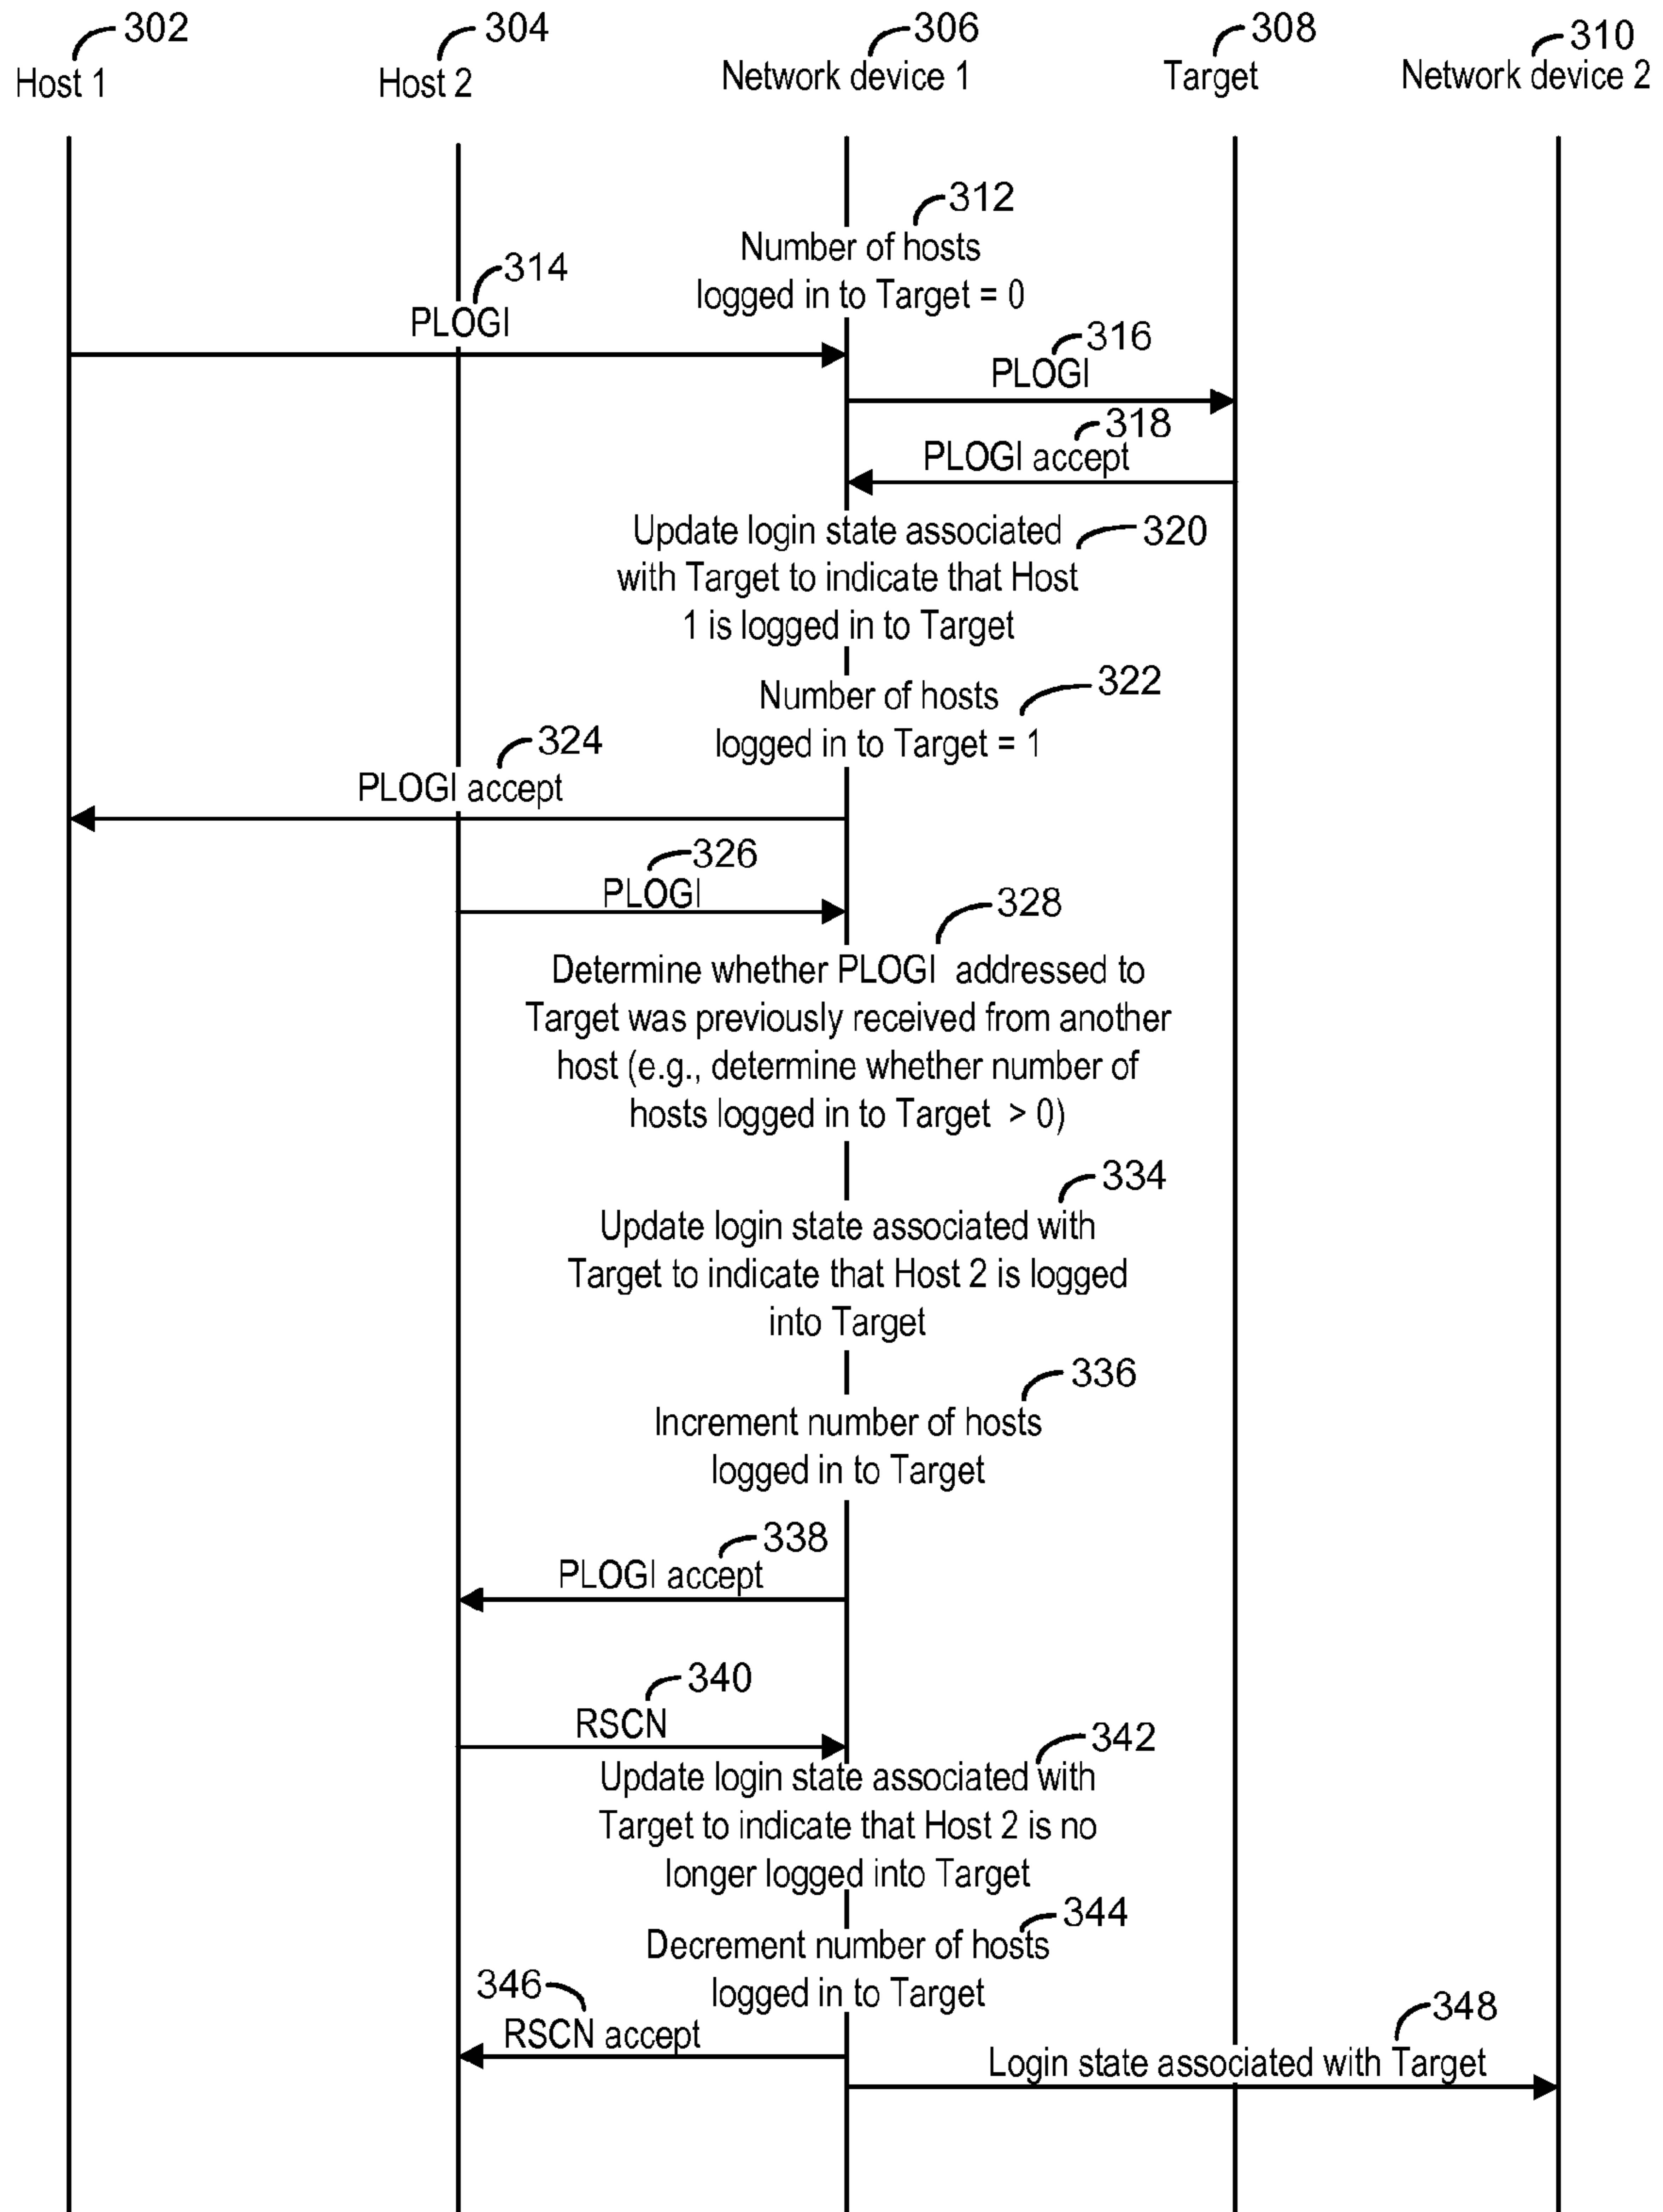 302
304
306
308
310
Host 1
Host 2
Network device 1
Target
Network device 2
312
Number of hosts
logged in to Target = 0
314
PLOGI
316
PLOGI
318
PLOGI accept
Update login state associated
with Target to indicate that Host
1 is logged in to Target
320
Number of hosts
logged in to Target = 1
322
324
PLOGI accept
326
PLOGI
328
Determine whether PLOGI addressed to
Target was previously received from another
host (e.g., determine whether number of
hosts logged in to Target > 0)
334
Update login state associated with
Target to indicate that Host 2 is logged
into Target
336
Increment number of hosts
logged in to Target
338
PLOGI accept
340
RSCN
342
Update login state associated with
Target to indicate that Host 2 is no
longer logged into Target
344
Decrement number of hosts
logged in to Target
346
RSCN accept
348
Login state associated with Target